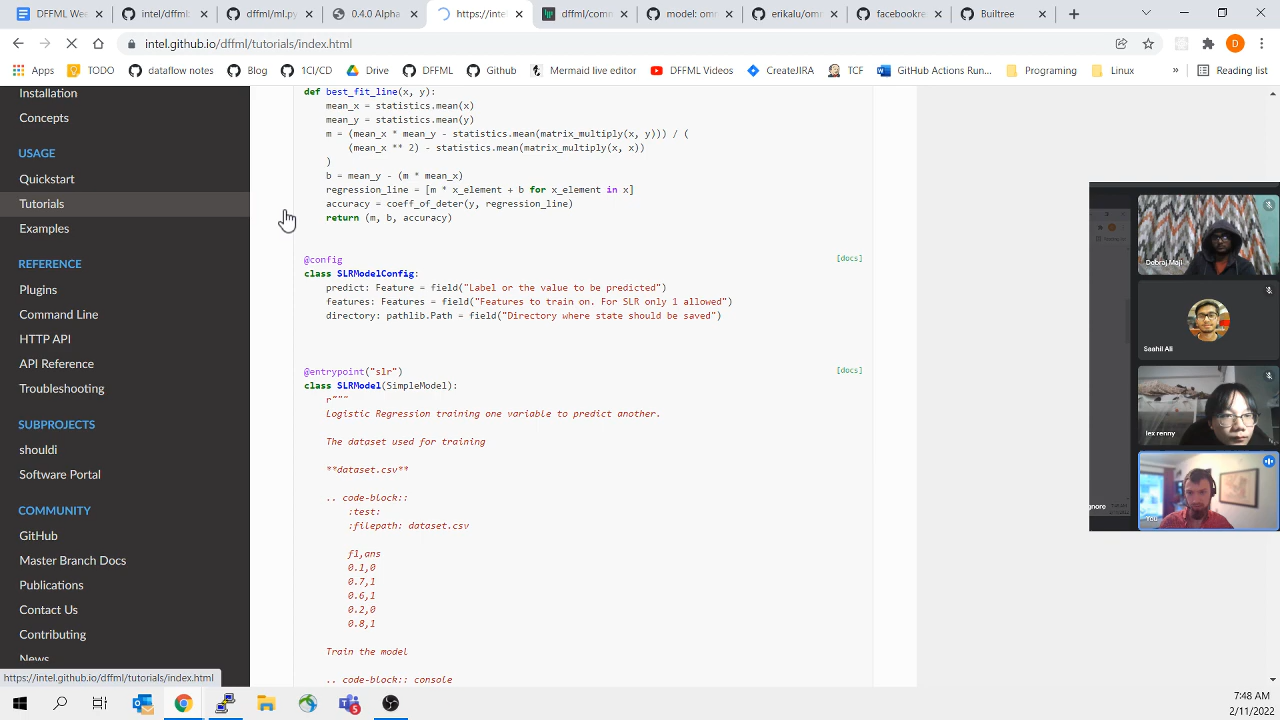 DFFML Wee
intel/dffml
dffml/ml.py
0.4.0 Alpha
https://intel
dffml/com
model: om
erikalu/om
facebookre
Builtree
intel.github.io/dffml/tutorials/index.html
D
Apps
TODO
dataflow notes
Blog
1CI/CD
Drive
DFFML
Github
Mermaid live editor
DFFML Videos
CreateJIRA
TCF
GitHub Actions Run...
Programing
Linux
»
Reading list
Installation
Concepts
USAGE
Quickstart
Tutorials
Examples
REFERENCE
Plugins
Command Line
HTTP API
API Reference
Troubleshooting
SUBPROJECTS
shouldi
Software Portal
COMMUNITY
GitHub
Master Branch Docs
Publications
Contact Us
Contributing
News
https://intel.github.io/dffml/tutorials/index.html
def best_fit_line(x, y):
mean_x = statistics.mean(x)
mean_y = statistics.mean(y)
m = (mean_x * mean_y - statistics.mean(matrix_multiply(x, y))) / (
(mean_x ** 2) - statistics.mean(matrix_multiply(x, x))
)
b = mean_y - (m * mean_x)
regression_line = [m * x_element + b for x_element in x]
accuracy = coeff_of_deter(y, regression_line)
return (m, b, accuracy)
@config [docs]
class SLRModelConfig:
predict: Feature = field("Label or the value to be predicted")
features: Features = field("Features to train on. For SLR only 1 allowed")
directory: pathlib.Path = field("Directory where state should be saved")
@entrypoint("slr") [docs]
class SLRModel(SimpleModel):
r"""
Logistic Regression training one variable to predict another.
The dataset used for training
**dataset.csv**
.. code-block::
:test:
:filepath: dataset.csv
f1,ans
0.1,0
0.7,1
0.6,1
0.2,0
0.8,1
Train the model
.. code-block:: console
Debraj Maji
Saahil Ali
lex renny
gnoro
You
5
7:48 AM
2/11/2022